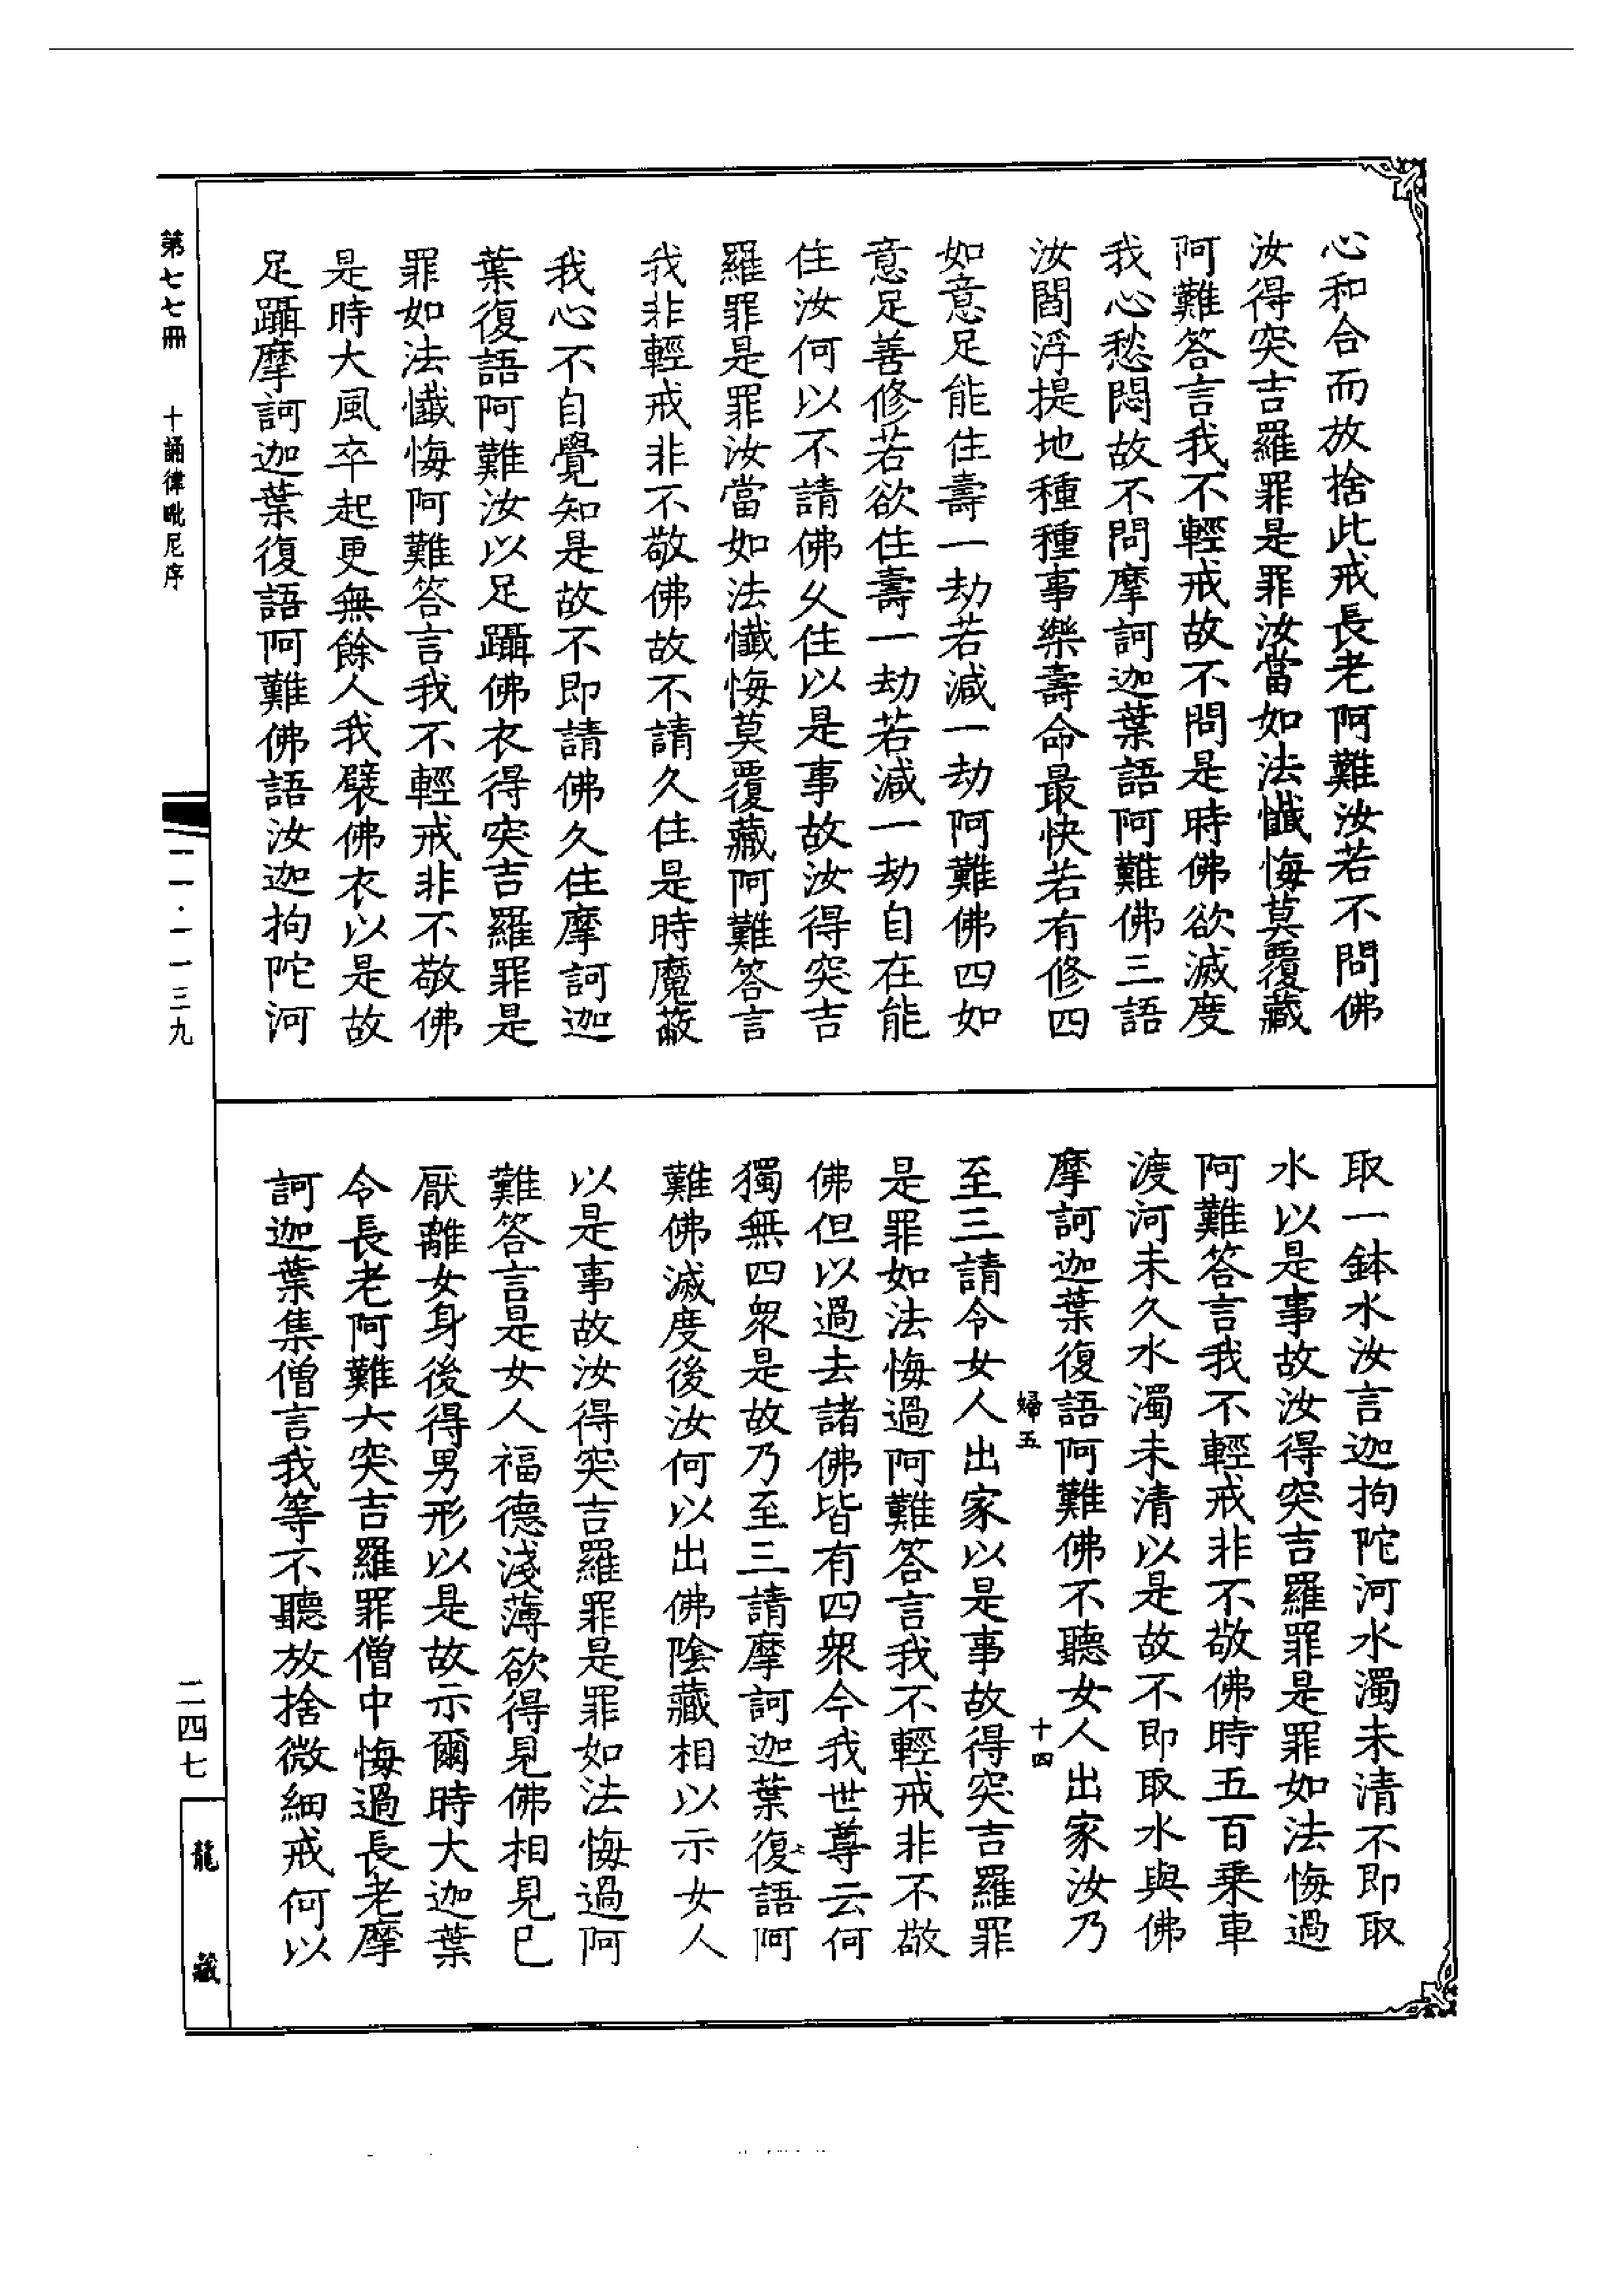 心和合而放捨此戒長老阿難汝若不問佛
汝得突吉羅罪是罪汝當如法懺悔莫覆藏
阿難答言我不輕戒故不問是時佛欲滅度
我心愁悶故不問摩訶迦葉語阿難佛三語
汝閻浮提地種種事樂壽命最快若有修四
如意足能住壽一劫若減一劫阿難佛四如
意足善修若欲住壽一劫若減一劫自在能
住汝何以不請佛久住以是事故汝得突吉
羅罪是罪汝當如法懺悔莫覆藏阿難答言
我非輕戒非不敬佛故不請久住是時魔蔽
我心不自覺知是故不即請佛久住摩訶迦
葉復語阿難汝以足躡佛衣得突吉羅罪是
罪如法懺悔阿難答言我不輕戒非不敬佛
是時大風卒起更無餘人我襞佛衣以是故
足躡摩訶迦葉復語阿難佛語汝迦拘陀河
取一鉢水汝言迦拘陀河水濁未清不即取
水以是事故汝得突吉羅罪是罪如法悔過
阿難答言我不輕戒非不敬佛時五百乘車
渡河未久水濁未清以是故不即取水與佛
摩訶迦葉復語阿難佛不聽女人出家汝乃
婦五
十四
至三請令女人出家以是事故得突吉羅罪
是罪如法悔過阿難答言我不輕戒非不敬
佛但以過去諸佛皆有四眾今我世尊云何
獨無四眾是故乃至三請摩訶迦葉復語阿
難佛滅度後汝何以出佛陰藏相以示女人
以是事故汝得突吉羅罪是罪如法悔過阿
難答言是女人福德淺薄欲得見佛相見已
厭離女身後得男形以是故示爾時大迦葉
令長老阿難六突吉羅罪僧中悔過長老摩
訶迦葉集僧言我等不聽放捨微細戒何以
第七七冊
十誦律毗尼序
一一·一一三九
二四七
龍藏